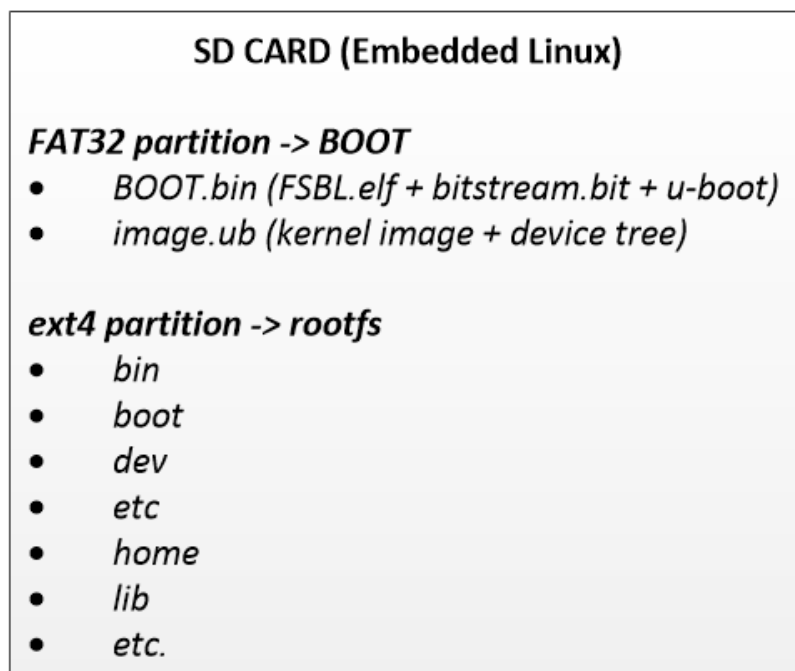 SD CARD (Embedded Linux)
FAT32 partition -> BOOT
• BOOT.bin (FSBL.elf + bitstream.bit + u-boot)
• image.ub (kernel image + device tree)
ext4 partition -> rootfs
• bin
• boot
• dev
• etc
• home
• lib
• etc.